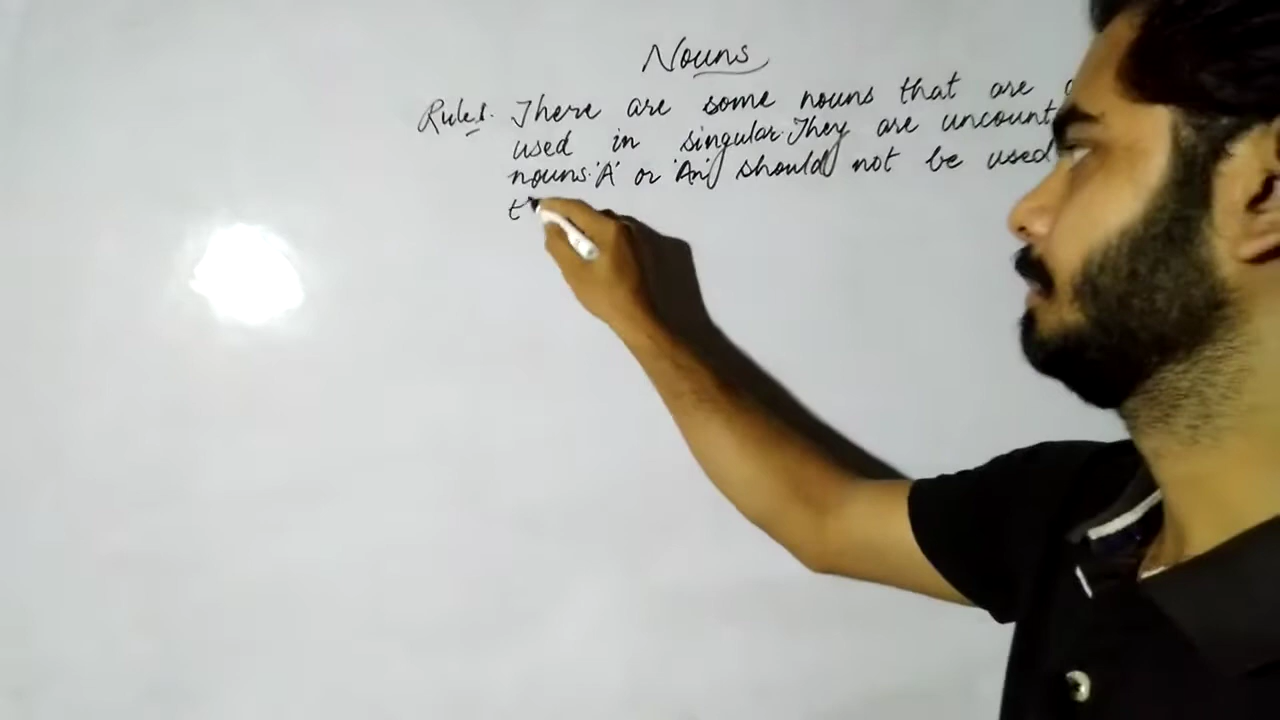 Nouns
Rule 1. There are some nouns that are
used in singular. They are uncount
nouns. 'A' or 'An' should not be used
t